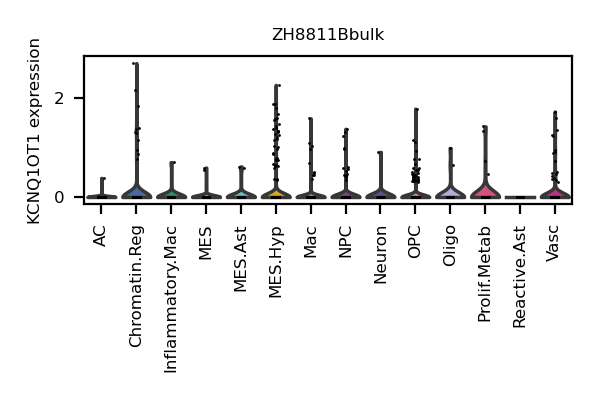 ZH8811Bbulk
KCNQ1OT1 expression
2
0
AC
Chromatin.Reg
Inflammatory.Mac
MES
MES.Ast
MES.Hyp
Mac
NPC
Neuron
OPC
Oligo
Prolif.Metab
Reactive.Ast
Vasc